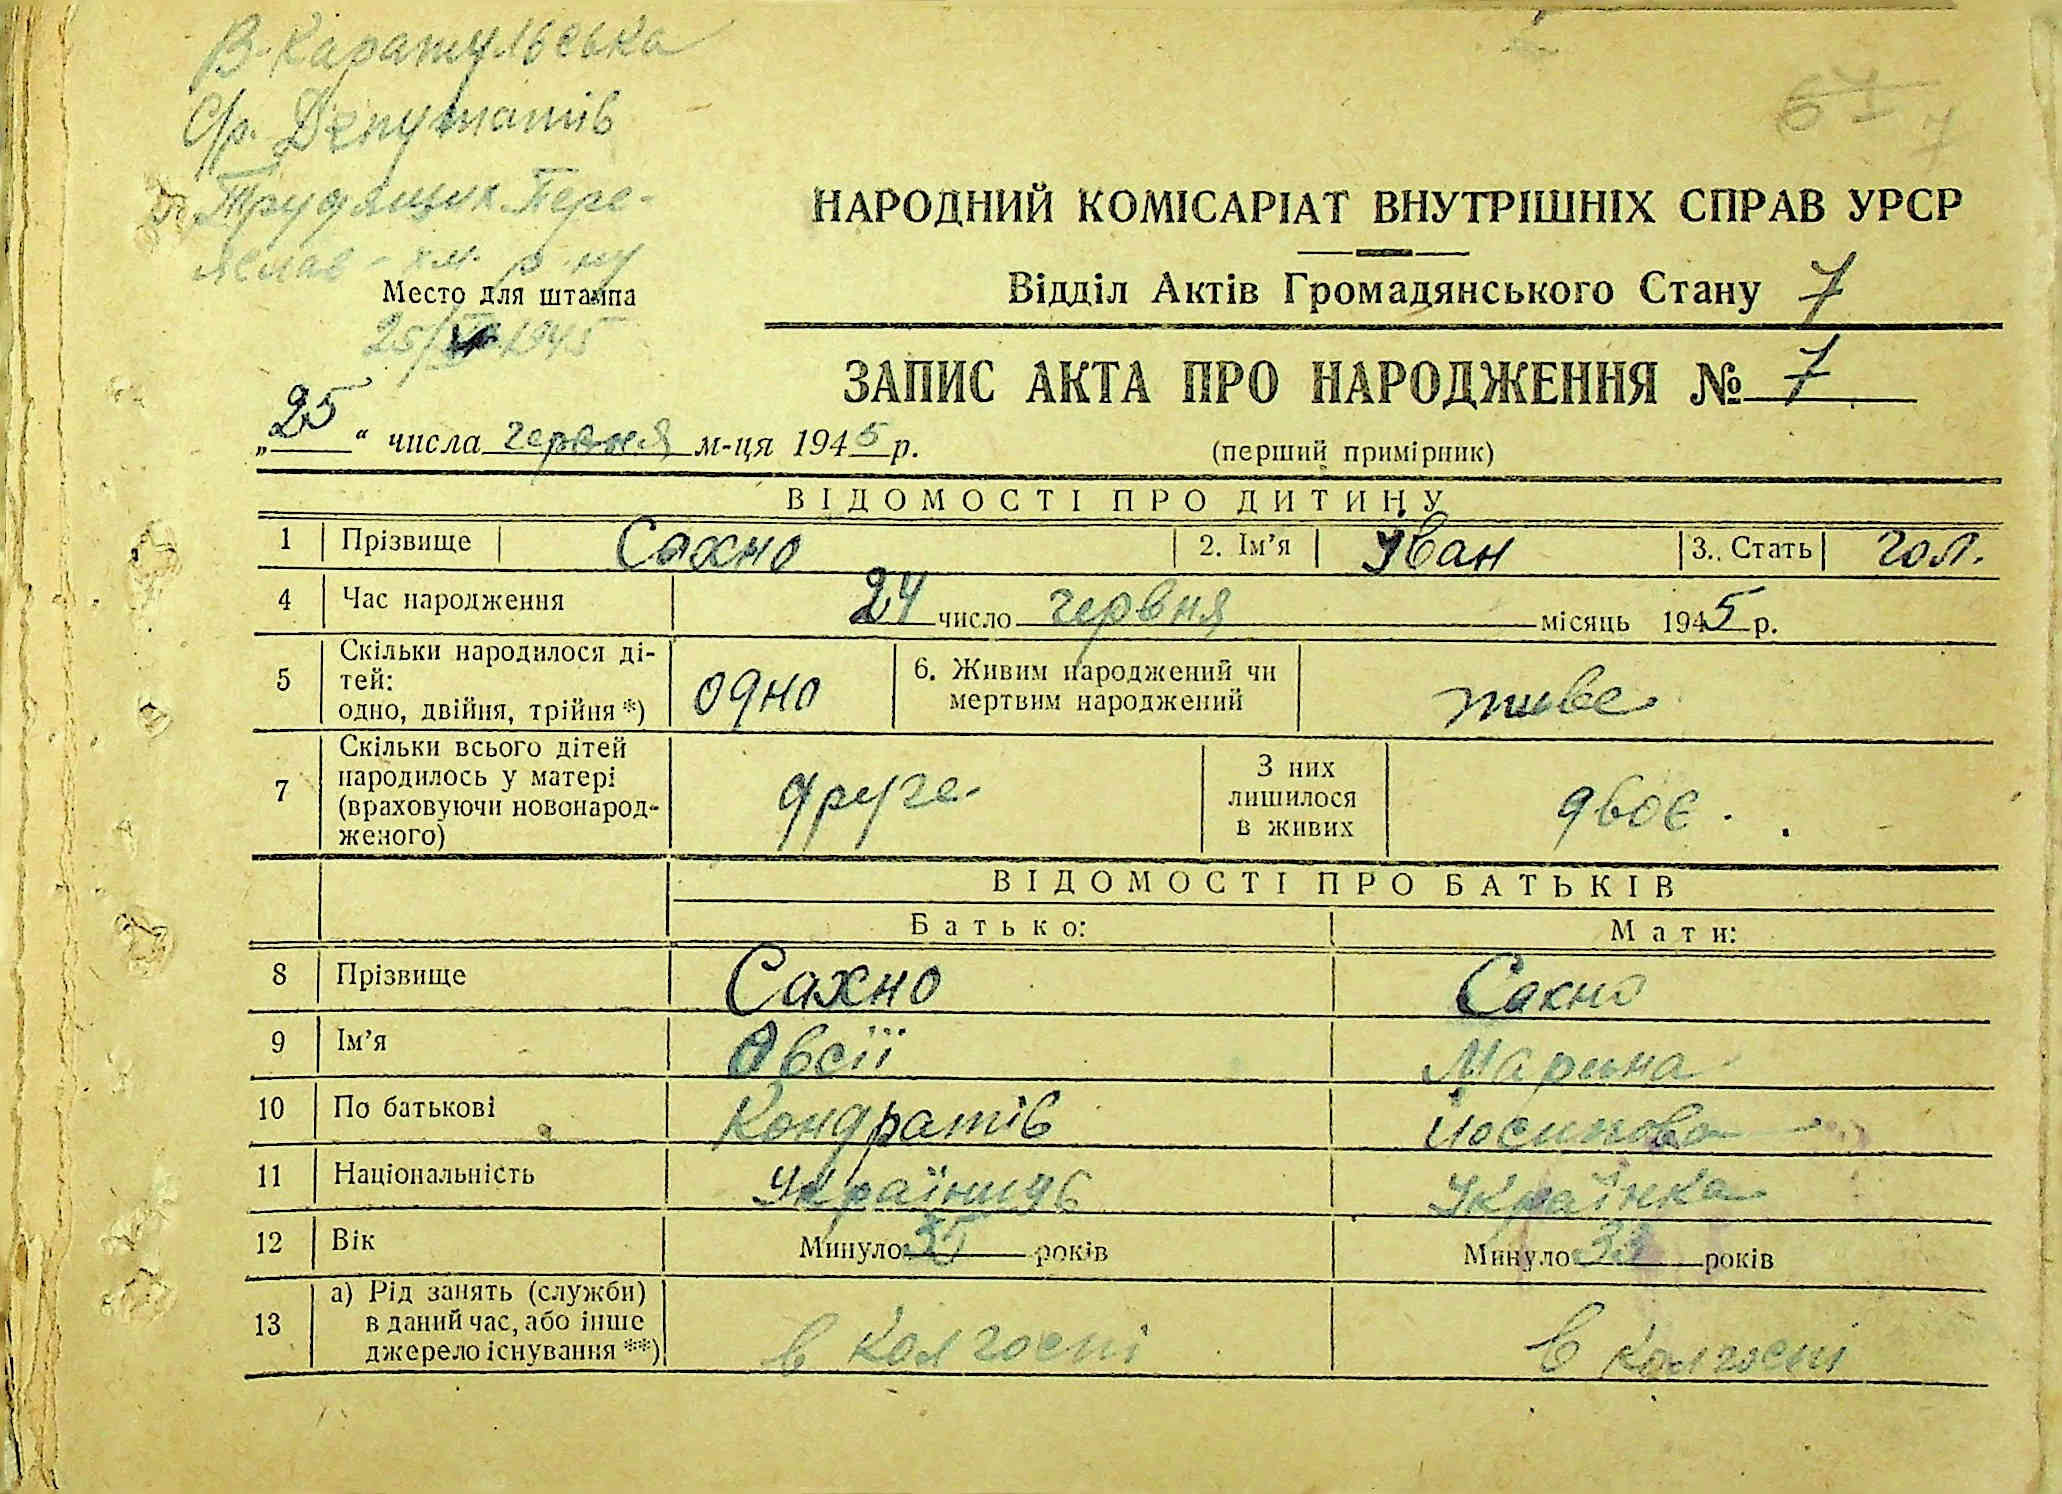 В-Каратульська
С/р. Депутатів
Трудящих Пере-
яслав-хм. р-ну
Место для штампа
25/VI 1945
67
7
НАРОДНИЙ КОМІСАРІАТ ВНУТРІШНІХ СПРАВ УРСР
Відділ Актів Громадянського Стану 7
ЗАПИС АКТА ПРО НАРОДЖЕННЯ № 7
„25“ числа червня м-ця 1945 р.
(перший примірник)
ВІДОМОСТІ ПРО ДИТИНУ
1 Прізвище Сахно 2. Ім’я Іван 3. Стать чол.
4 Час народження 24 число червня місяць 1945 р.
5 Скільки народилося ді-
тей:
одно, двійня, трійня *) одно
6. Живим народжений чи
мертвим народжений живе
7 Скільки всього дітей
народилось у матері
(враховуючи новонарод-
женого) друге
З них
лишилося
в живих двоє
ВІДОМОСТІ ПРО БАТЬКІВ
Батько: Мати:
8 Прізвище Сахно Сахно
9 Ім’я Овсій Марина
10 По батькові Кондратів Йосипова
11 Національність Українець Українка
12 Вік Минуло 35 років Минуло 33 років
13 а) Рід занять (служби)
в даний час, або інше
джерело існування **) в колгоспі в колгоспі